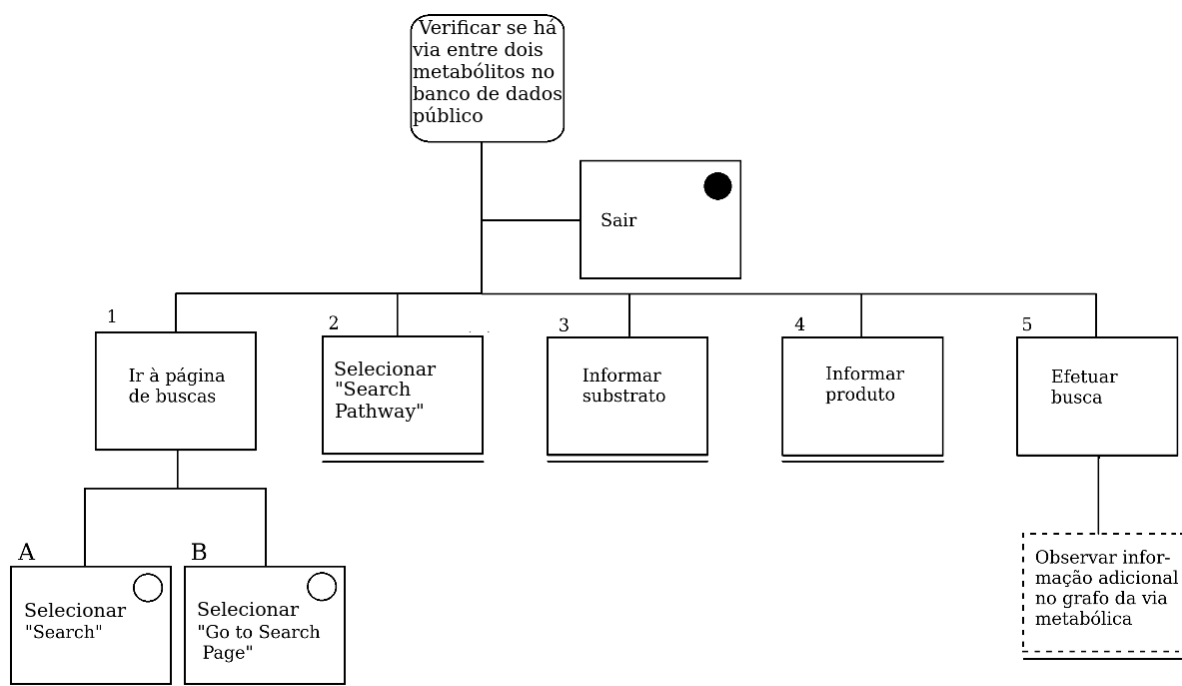 Verificar se há
via entre dois
metabólitos no
banco de dados
público
Sair
1
Ir à página
de buscas
2
Selecionar
"Search
Pathway"
3
Informar
substrato
4
Informar
produto
5
Efetuar
busca
A
Selecionar
"Search"
B
Selecionar
"Go to Search
Page"
Observar infor-
mação adicional
no grafo da via
metabólica